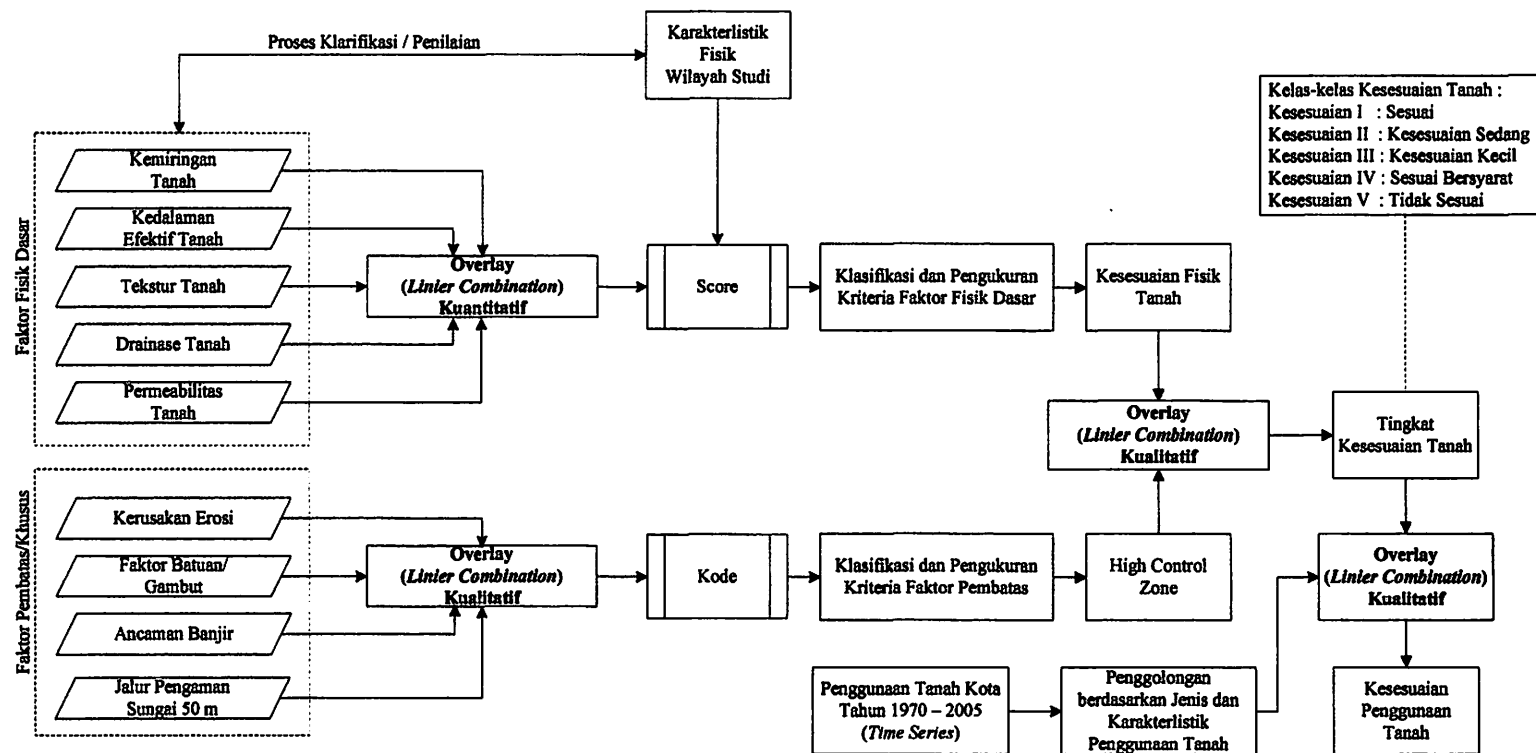 Proses Klarifikasi / Penilaian
Karakterlistik
Fisik
Wilayah Studi
Kelas-kelas Kesesuaian Tanah :
Kesesuaian I : Sesuai
Kesesuaian II : Kesesuaian Sedang
Kesesuaian III : Kesesuaian Kecil
Kesesuaian IV : Sesuai Bersyarat
Kesesuaian V : Tidak Sesuai
Faktor Fisik Dasar
Kemiringan
Tanah
Kedalaman
Efektif Tanah
Tekstur Tanah
Drainase Tanah
Permeabilitas
Tanah
Overlay
(Linier Combination)
Kuantitatif
Score
Klasifikasi dan Pengukuran
Kriteria Faktor Fisik Dasar
Kesesuaian Fisik
Tanah
Overlay
(Linier Combination)
Kualitatif
Tingkat
Kesesuaian Tanah
Faktor Pembatas/Khusus
Kerusakan Erosi
Faktor Batuan/
Gambut
Ancaman Banjir
Jalur Pengaman
Sungai 50 m
Overlay
(Linier Combination)
Kualitatif
Kode
Klasifikasi dan Pengukuran
Kriteria Faktor Pembatas
High Control
Zone
Overlay
(Linier Combination)
Kualitatif
Penggunaan Tanah Kota
Tahun 1970 – 2005
(Time Series)
Penggolongan
berdasarkan Jenis dan
Karakterlistik
Penggunaan Tanah
Kesesuaian
Penggunaan
Tanah